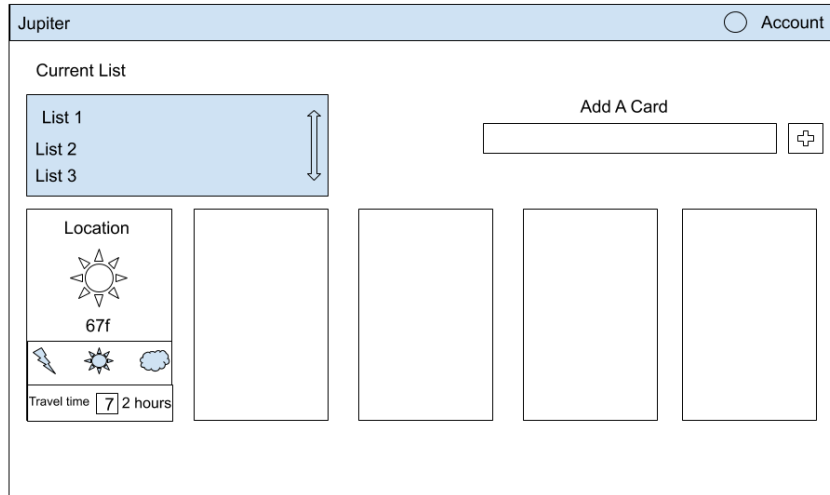 Jupiter
Account
Current List
Add A Card
List 1
List 2
List 3
Location
67f
Travel time 7 2 hours